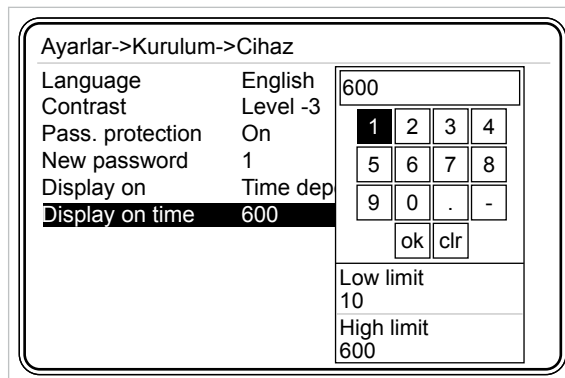 Ayarlar->Kurulum->Cihaz
Language English
Contrast Level -3
Pass. protection On
New password 1
Display on Time dep
Display on time 600
600
1 2 3 4
5 6 7 8
9 0 . -
ok clr
Low limit
10
High limit
600